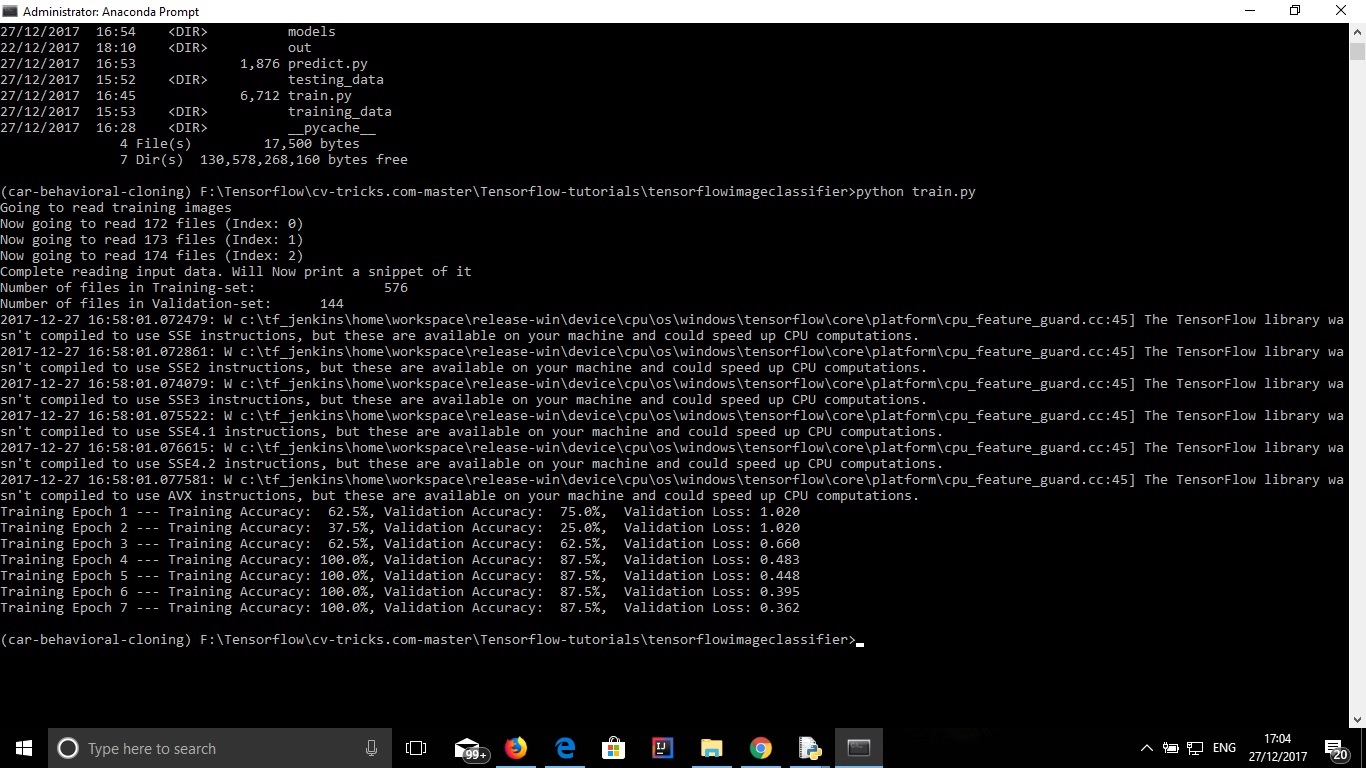 Administrator: Anaconda Prompt
27/12/2017  16:54    <DIR>          models
22/12/2017  18:10    <DIR>          out
27/12/2017  16:53             1,876 predict.py
27/12/2017  15:52    <DIR>          testing_data
27/12/2017  16:45             6,712 train.py
27/12/2017  15:53    <DIR>          training_data
27/12/2017  16:28    <DIR>          __pycache__
               4 File(s)         17,500 bytes
               7 Dir(s)  130,578,268,160 bytes free
(car-behavioral-cloning) F:\Tensorflow\cv-tricks.com-master\Tensorflow-tutorials\tensorflowimageclassifier>python train.py
Going to read training images
Now going to read 172 files (Index: 0)
Now going to read 173 files (Index: 1)
Now going to read 174 files (Index: 2)
Complete reading input data. Will Now print a snippet of it
Number of files in Training-set:                576
Number of files in Validation-set:      144
2017-12-27 16:58:01.072479: W c:\tf_jenkins\home\workspace\release-win\device\cpu\os\windows\tensorflow\core\platform\cpu_feature_guard.cc:45] The TensorFlow library wa
sn't compiled to use SSE instructions, but these are available on your machine and could speed up CPU computations.
2017-12-27 16:58:01.072861: W c:\tf_jenkins\home\workspace\release-win\device\cpu\os\windows\tensorflow\core\platform\cpu_feature_guard.cc:45] The TensorFlow library wa
sn't compiled to use SSE2 instructions, but these are available on your machine and could speed up CPU computations.
2017-12-27 16:58:01.074079: W c:\tf_jenkins\home\workspace\release-win\device\cpu\os\windows\tensorflow\core\platform\cpu_feature_guard.cc:45] The TensorFlow library wa
sn't compiled to use SSE3 instructions, but these are available on your machine and could speed up CPU computations.
2017-12-27 16:58:01.075522: W c:\tf_jenkins\home\workspace\release-win\device\cpu\os\windows\tensorflow\core\platform\cpu_feature_guard.cc:45] The TensorFlow library wa
sn't compiled to use SSE4.1 instructions, but these are available on your machine and could speed up CPU computations.
2017-12-27 16:58:01.076615: W c:\tf_jenkins\home\workspace\release-win\device\cpu\os\windows\tensorflow\core\platform\cpu_feature_guard.cc:45] The TensorFlow library wa
sn't compiled to use SSE4.2 instructions, but these are available on your machine and could speed up CPU computations.
2017-12-27 16:58:01.077581: W c:\tf_jenkins\home\workspace\release-win\device\cpu\os\windows\tensorflow\core\platform\cpu_feature_guard.cc:45] The TensorFlow library wa
sn't compiled to use AVX instructions, but these are available on your machine and could speed up CPU computations.
Training Epoch 1 --- Training Accuracy:  62.5%, Validation Accuracy:  75.0%,  Validation Loss: 1.020
Training Epoch 2 --- Training Accuracy:  37.5%, Validation Accuracy:  25.0%,  Validation Loss: 1.020
Training Epoch 3 --- Training Accuracy:  62.5%, Validation Accuracy:  62.5%,  Validation Loss: 0.660
Training Epoch 4 --- Training Accuracy: 100.0%, Validation Accuracy:  87.5%,  Validation Loss: 0.483
Training Epoch 5 --- Training Accuracy: 100.0%, Validation Accuracy:  87.5%,  Validation Loss: 0.448
Training Epoch 6 --- Training Accuracy: 100.0%, Validation Accuracy:  87.5%,  Validation Loss: 0.395
Training Epoch 7 --- Training Accuracy: 100.0%, Validation Accuracy:  87.5%,  Validation Loss: 0.362
(car-behavioral-cloning) F:\Tensorflow\cv-tricks.com-master\Tensorflow-tutorials\tensorflowimageclassifier>
Type here to search
99+
IJ
ENG
17:04
27/12/2017
20